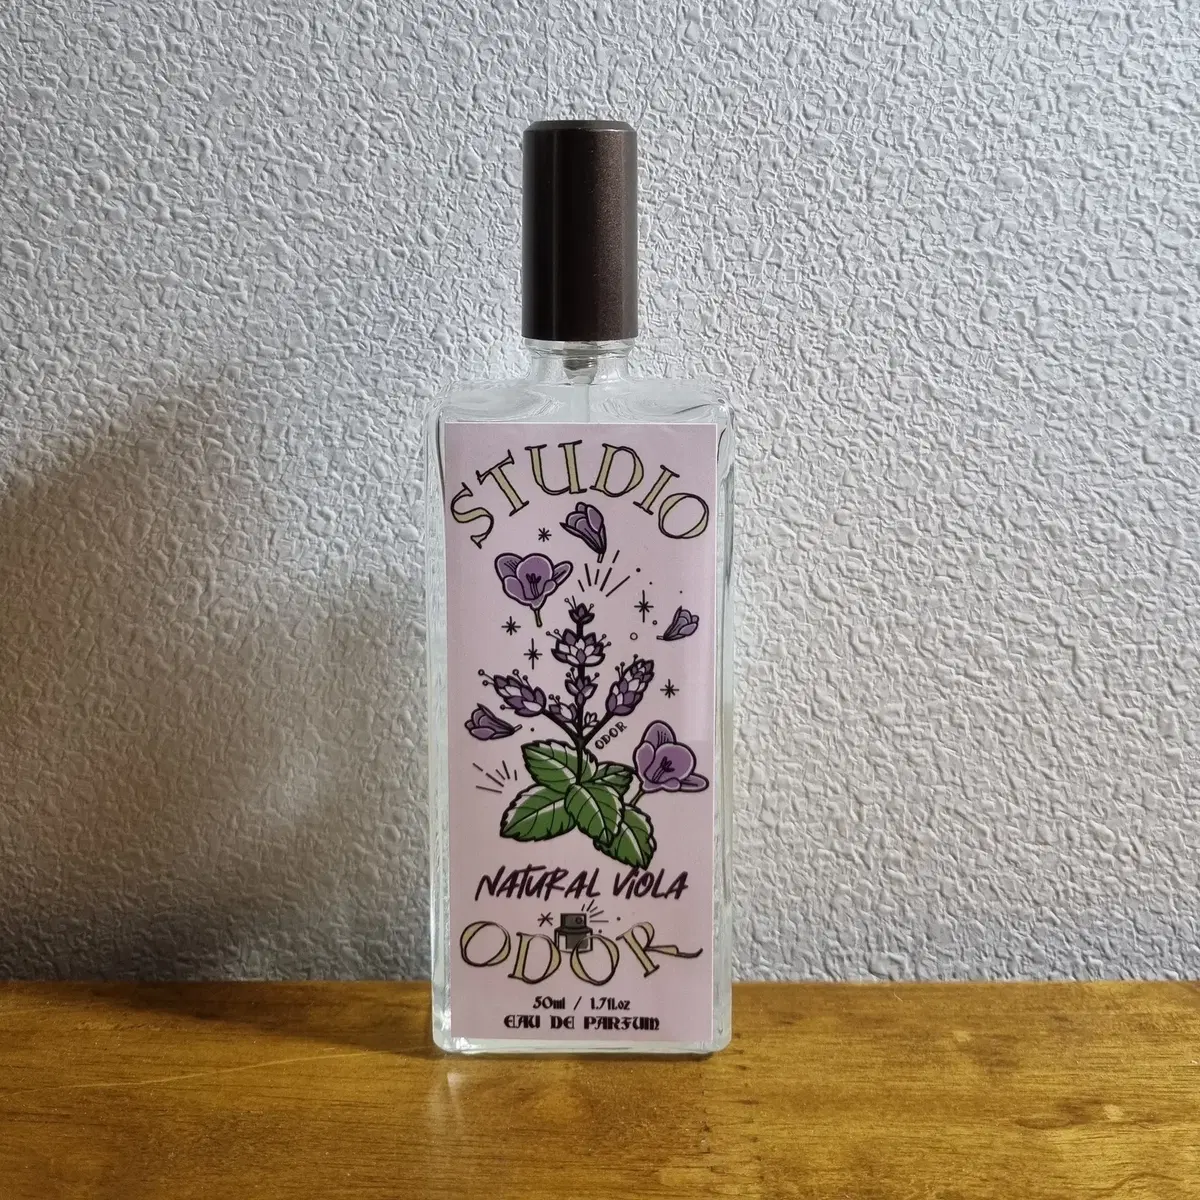 STUDIO
ODOR
NATURAL VIOLA
ODOR
50ml / 1.7fl.oz
EAU DE PARFUM